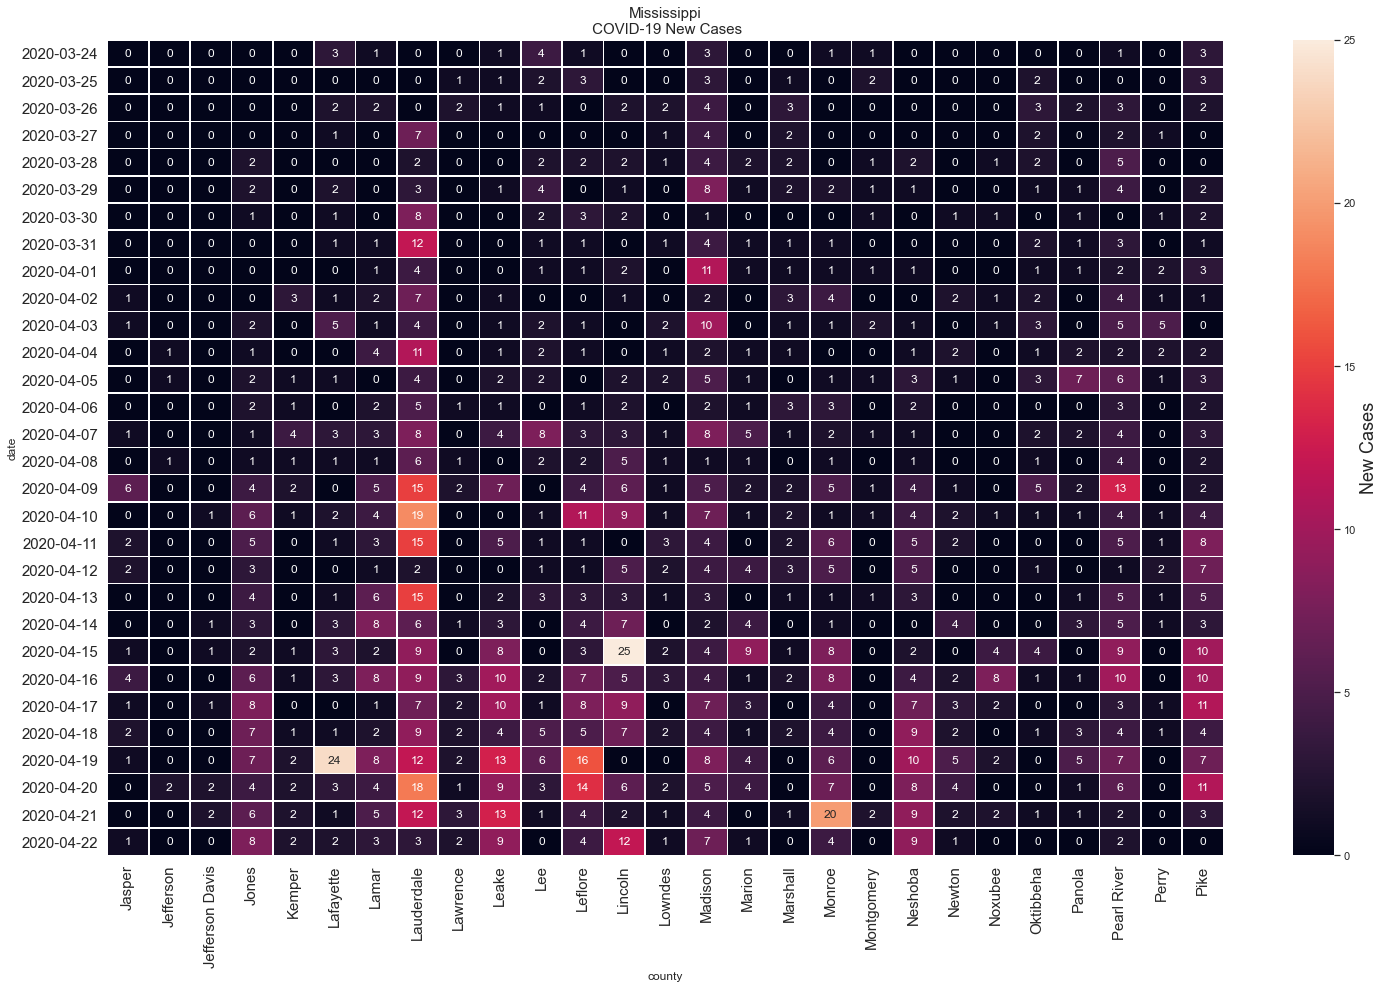 Mississippi
COVID-19 New Cases
2020-03-24 0 0 0 0 0 3 1 0 0 1 4 1 0 0 3 0 0 1 1 0 0 0 0 0 1 0 3
2020-03-25 0 0 0 0 0 0 0 0 1 1 2 3 0 0 3 0 1 0 2 0 0 0 2 0 0 0 3
2020-03-26 0 0 0 0 0 2 2 0 2 1 1 0 2 2 4 0 3 0 0 0 0 0 3 2 3 0 2
2020-03-27 0 0 0 0 0 1 0 7 0 0 0 0 0 1 4 0 2 0 0 0 0 0 2 0 2 1 0
2020-03-28 0 0 0 2 0 0 0 2 0 0 2 2 2 1 4 2 2 0 1 2 0 1 2 0 5 0 0
2020-03-29 0 0 0 2 0 2 0 3 0 1 4 0 1 0 8 1 2 2 1 1 0 0 1 1 4 0 2
2020-03-30 0 0 0 1 0 1 0 8 0 0 2 3 2 0 1 0 0 0 1 0 1 1 0 1 0 1 2
2020-03-31 0 0 0 0 0 1 1 12 0 0 1 1 0 1 4 1 1 1 0 0 0 0 2 1 3 0 1
2020-04-01 0 0 0 0 0 0 1 4 0 0 1 1 2 0 11 1 1 1 1 1 0 0 1 1 2 2 3
2020-04-02 1 0 0 0 3 1 2 7 0 1 0 0 1 0 2 0 3 4 0 0 2 1 2 0 4 1 1
2020-04-03 1 0 0 2 0 5 1 4 0 1 2 1 0 2 10 0 1 1 2 1 0 1 3 0 5 5 0
2020-04-04 0 1 0 1 0 0 4 11 0 1 2 1 0 1 2 1 1 0 0 1 2 0 1 2 2 2 2
2020-04-05 0 1 0 2 1 1 0 4 0 2 2 0 2 2 5 1 0 1 1 3 1 0 3 7 6 1 3
2020-04-06 0 0 0 2 1 0 2 5 1 1 0 1 2 0 2 1 3 3 0 2 0 0 0 0 3 0 2
2020-04-07 1 0 0 1 4 3 3 8 0 4 8 3 3 1 8 5 1 2 1 1 0 0 2 2 4 0 3
2020-04-08 0 1 0 1 1 1 1 6 1 0 2 2 5 1 1 1 0 1 0 1 0 0 1 0 4 0 2
2020-04-09 6 0 0 4 2 0 5 15 2 7 0 4 6 1 5 2 2 5 1 4 1 0 5 2 13 0 2
2020-04-10 0 0 1 6 1 2 4 19 0 0 1 11 9 1 7 1 2 1 1 4 2 1 1 1 4 1 4
2020-04-11 2 0 0 5 0 1 3 15 0 5 1 1 0 3 4 0 2 6 0 5 2 0 0 0 5 1 8
2020-04-12 2 0 0 3 0 0 1 2 0 0 1 1 5 2 4 4 3 5 0 5 0 0 1 0 1 2 7
2020-04-13 0 0 0 4 0 1 6 15 0 2 3 3 3 1 3 0 1 1 1 3 0 0 0 1 5 1 5
2020-04-14 0 0 1 3 0 3 8 6 1 3 0 4 7 0 2 4 0 1 0 0 4 0 0 3 5 1 3
2020-04-15 1 0 1 2 1 3 2 9 0 8 0 3 25 2 4 9 1 8 0 2 0 4 4 0 9 0 10
2020-04-16 4 0 0 6 1 3 8 9 3 10 2 7 5 3 4 1 2 8 0 4 2 8 1 1 10 0 10
2020-04-17 1 0 1 8 0 0 1 7 2 10 1 8 9 0 7 3 0 4 0 7 3 2 0 0 3 1 11
2020-04-18 2 0 0 7 1 1 2 9 2 4 5 5 7 2 4 1 2 4 0 9 2 0 1 3 4 1 4
2020-04-19 1 0 0 7 2 24 8 12 2 13 6 16 0 0 8 4 0 6 0 10 5 2 0 5 7 0 7
2020-04-20 0 2 2 4 2 3 4 18 1 9 3 14 6 2 5 4 0 7 0 8 4 0 0 1 6 0 11
2020-04-21 0 0 2 6 2 1 5 12 3 13 1 4 2 1 4 0 1 20 2 9 2 2 1 1 2 0 3
2020-04-22 1 0 0 8 2 2 3 3 2 9 0 4 12 1 7 1 0 4 0 9 1 0 0 0 2 0 0
date
Jasper Jefferson Jefferson Davis Jones Kemper Lafayette Lamar Lauderdale Lawrence Leake Lee Leflore Lincoln Lowndes Madison Marion Marshall Monroe Montgomery Neshoba Newton Noxubee Oktibbeha Panola Pearl River Perry Pike
county
25
20
15
10
5
0
New Cases